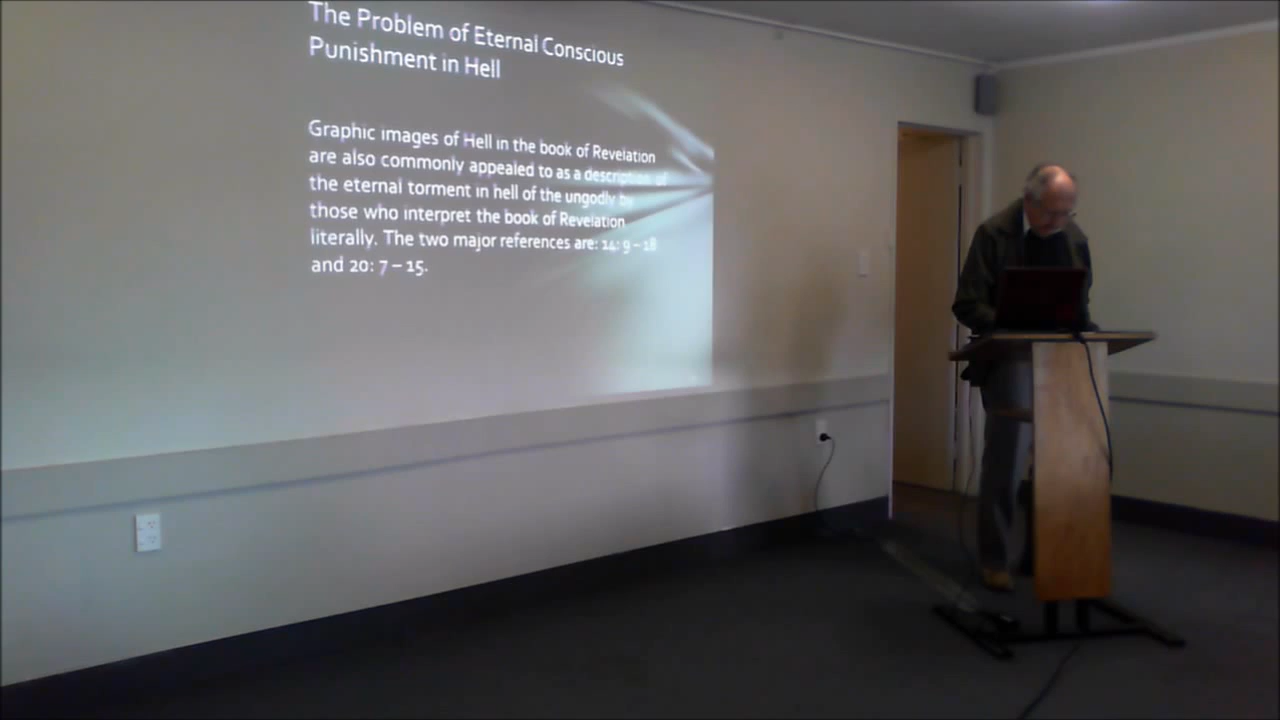 The Problem of Eternal Conscious
Punishment in Hell
Graphic images of Hell in the book of Revelation
are also commonly appealed to as a description of
the eternal torment in hell of the ungodly by
those who interpret the book of Revelation
literally. The two major references are: 14: 9 – 18
and 20: 7 – 15.